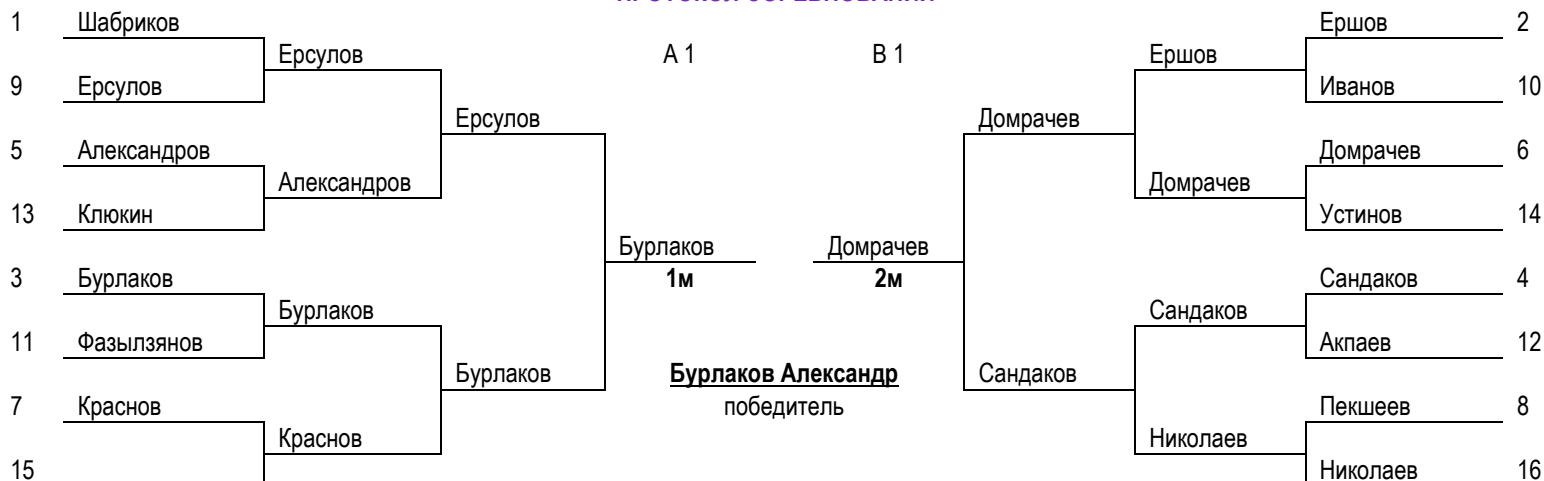 1 Шабриков Ершов 2
Ерсулов А 1 В 1 Ершов
9 Ерсулов Иванов 10
Ерсулов Домрачев
5 Александров Домрачев 6
Александров Домрачев
13 Клюкин Устинов 14
Бурлаков Домрачев
3 Бурлаков 1м 2м Сандаков 4
Бурлаков Сандаков
11 Фазылзянов Акпаев 12
Бурлаков Бурлаков Александр Сандаков
7 Краснов победитель Пекшеев 8
Краснов Николаев
15 Николаев 16